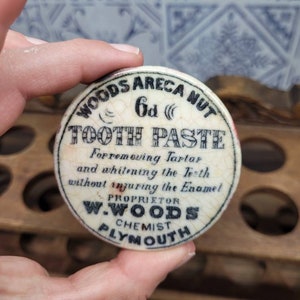 WOODS ARECA NUT
6d
TOOTH PASTE
For removing Tartar
and whitening the Teeth
without injuring the Enamel
PROPRIETOR
W. WOODS
CHEMIST
PLYMOUTH